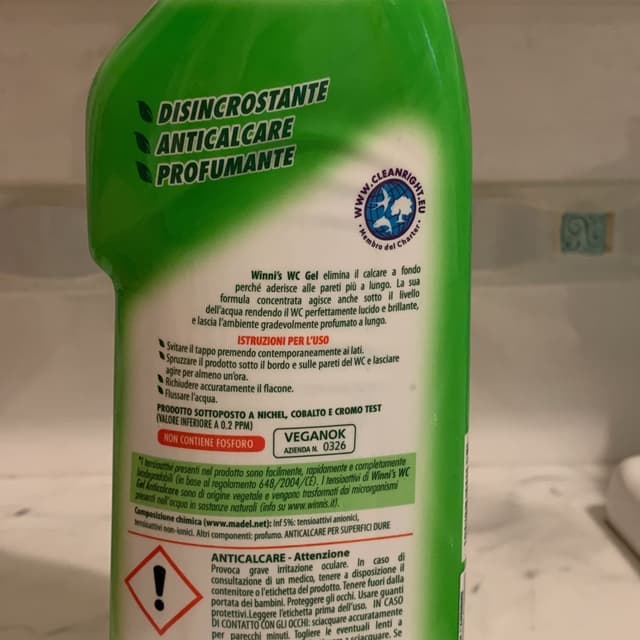 DISINCROSTANTE
ANTICALCARE
PROFUMANTE
WWW.CLEANRIGHT.EU
• Membro del Charter •
Winni's WC Gel elimina il calcare a fondo
perché aderisce alle pareti più a lungo. La sua
formula concentrata agisce anche sotto il livello
dell'acqua rendendo il WC perfettamente lucido e brillante,
e lascia l'ambiente gradevolmente profumato a lungo.
ISTRUZIONI PER L'USO
Svitare il tappo premendo contemporaneamente ai lati.
Spruzzare il prodotto sotto il bordo e sulle pareti del WC e lasciare
agire per almeno un'ora.
Richiudere accuratamente il flacone.
Flussare l'acqua.
PRODOTTO SOTTOPOSTO A NICHEL, COBALTO E CROMO TEST
(VALORE INFERIORE A 0.2 PPM)
NON CONTIENE FOSFORO
VEGANOK
AZIENDA N. 0326
*I tensioattivi presenti nel prodotto sono facilmente, rapidamente e completamente
biodegradabili (in base al regolamento 648/2004/CE). I tensioattivi di Winni's WC
Gel Anticalcare sono di origine vegetale e vengono trasformati dai microrganismi
presenti nell'acqua in sostanze naturali (info su www.winnis.it).
Composizione chimica (www.madel.net): Inf 5%: tensioattivi anionici,
tensioattivi non-ionici. Altri componenti: profumo. ANTICALCARE PER SUPERFICI DURE
ANTICALCARE - Attenzione
Provoca grave irritazione oculare. In caso di
consultazione di un medico, tenere a disposizione il
contenitore o l'etichetta del prodotto. Tenere fuori dalla
portata dei bambini. Proteggere gli occhi. Usare guanti
protettivi. Leggere l'etichetta prima dell'uso. IN CASO
DI CONTATTO CON GLI OCCHI: sciacquare accuratamente
per parecchi minuti. Togliere le eventuali lenti a
sciacquare. Se